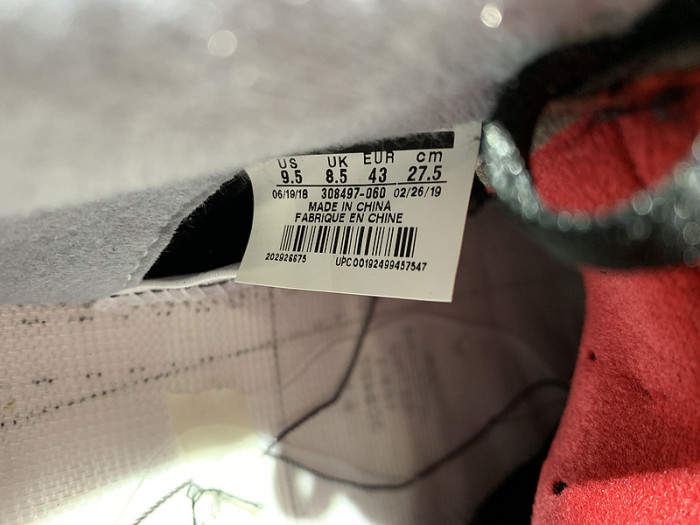 US UK EUR cm
9.5 8.5 43 27.5
06/19/18 308497-060 02/26/19
MADE IN CHINA
FABRIQUE EN CHINE
202926675 UPC00192499457547